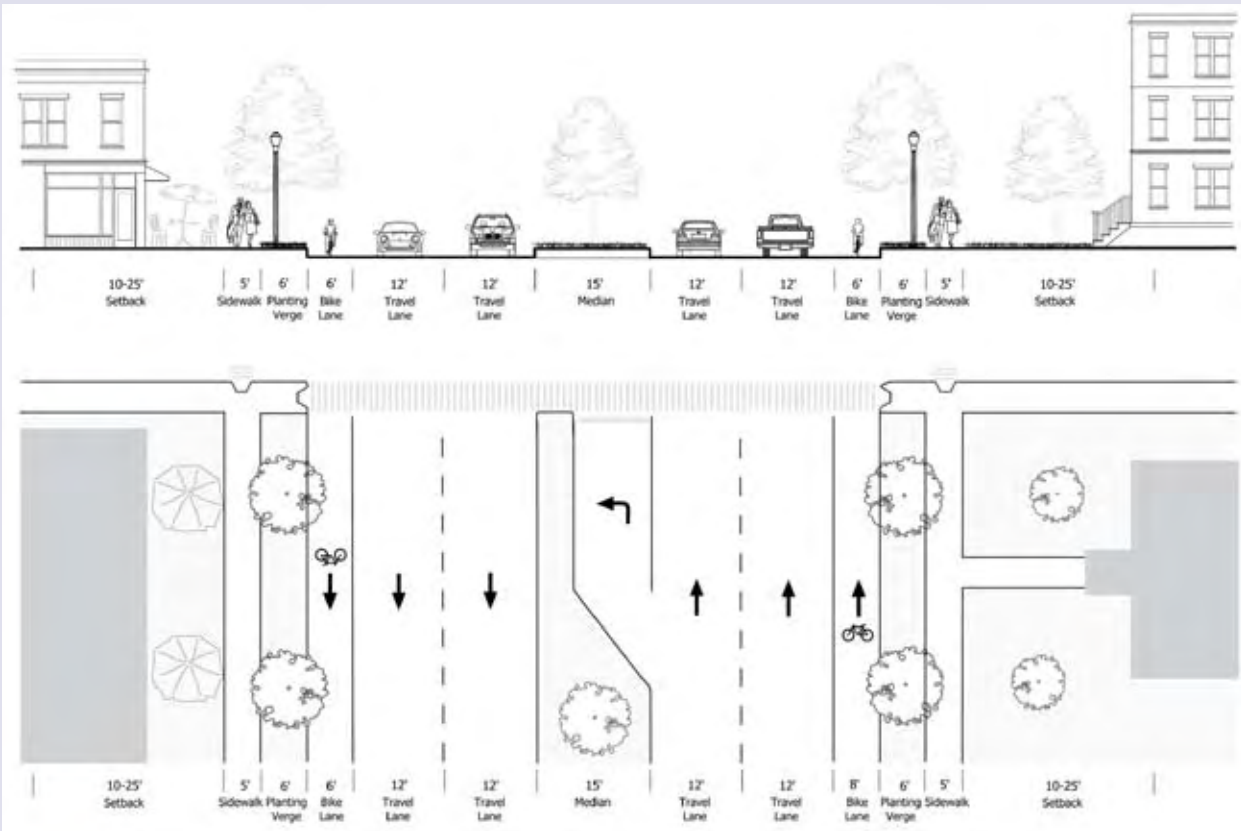 10-25' 5' 6' 6' 12' 12' 15' 12' 12' 6' 6' 5' 10-25'
Setback Sidewalk Planting Bike Travel Travel Median Travel Travel Bike Planting Sidewalk Setback
Verge Lane Lane Lane Lane Lane Lane Verge
10-25' 5' 6' 6' 12' 12' 15' 12' 12' 8' 6' 5' 10-25'
Setback Sidewalk Planting Bike Travel Travel Median Travel Travel Bike Planting Sidewalk Setback
Verge Lane Lane Lane Lane Lane Lane Verge